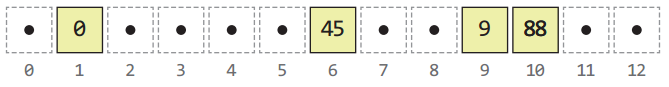 • 0 • • • • 45 • • 9 88 • •
0 1 2 3 4 5 6 7 8 9 10 11 12